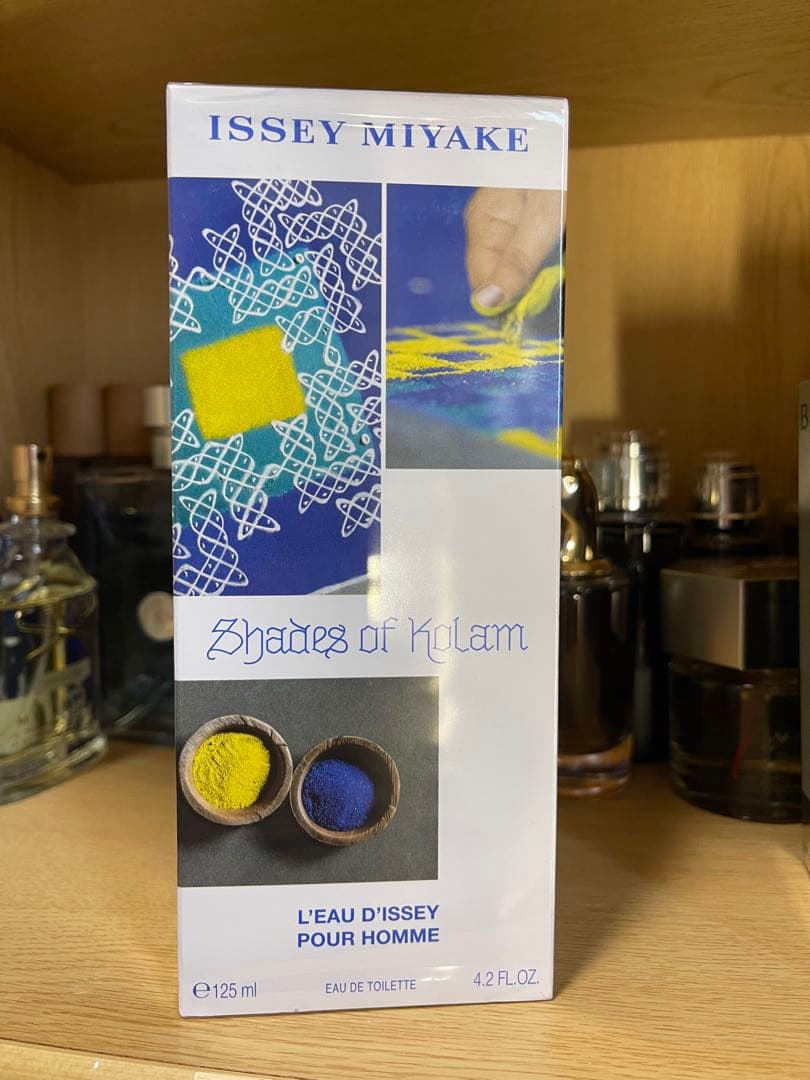 ISSEY MIYAKE
Shades of Kolam
L'EAU D'ISSEY
POUR HOMME
℮125 ml
EAU DE TOILETTE
4.2 FL.OZ.
B